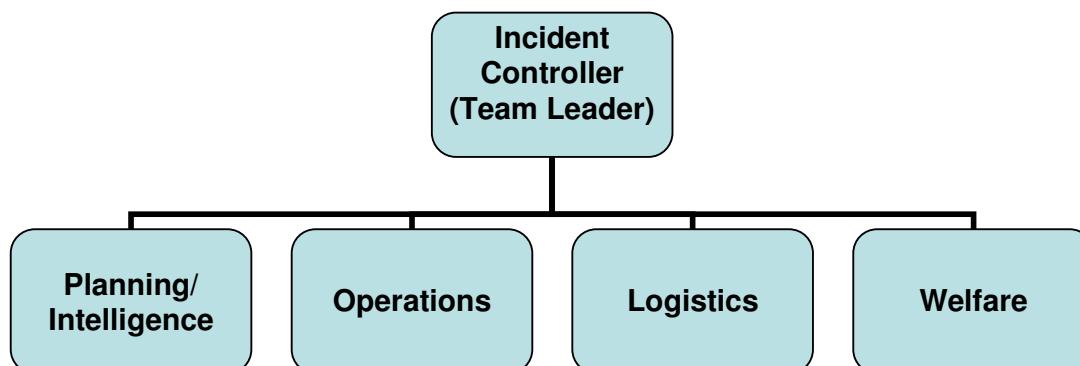 Incident
Controller
(Team Leader)
Planning/
Intelligence
Operations
Logistics
Welfare